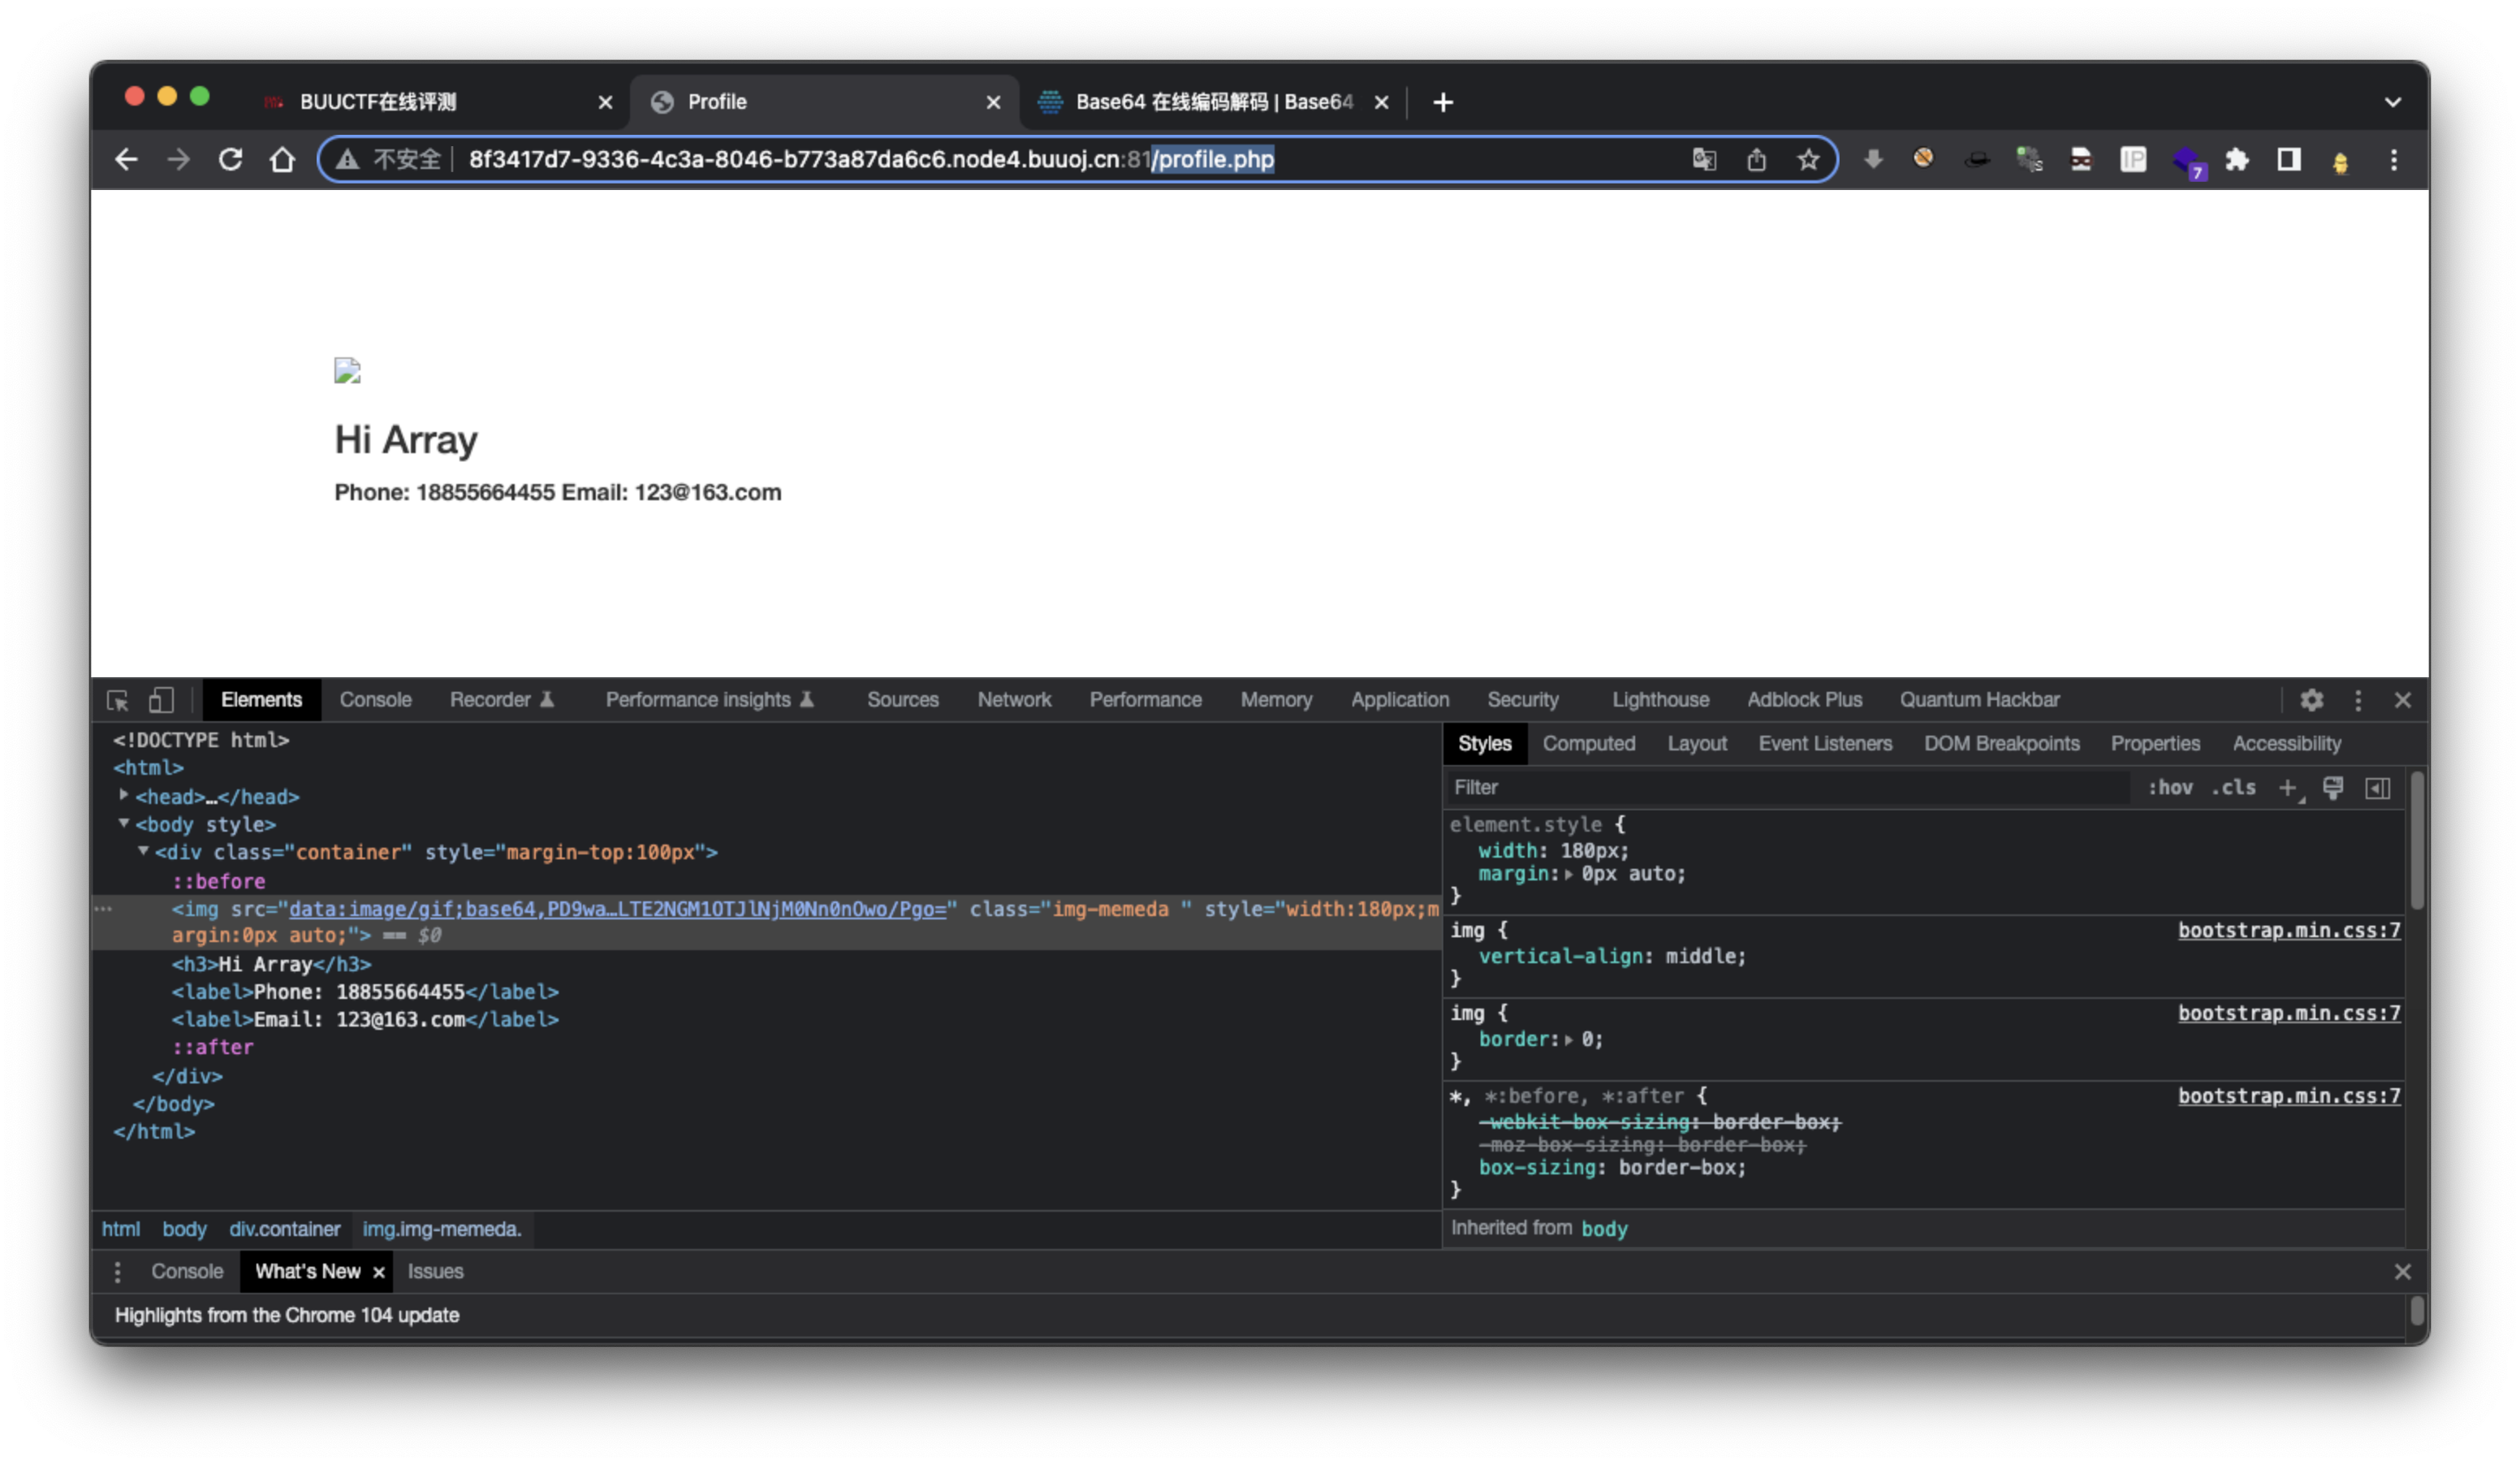 BUUCTF在线评测
Profile
Base64 在线编码解码 | Base64
不安全 8f3417d7-9336-4c3a-8046-b773a87da6c6.node4.buuoj.cn:81/profile.php
IP
7
Hi Array
Phone: 18855664455 Email: 123@163.com
Elements Console Recorder Performance insights Sources Network Performance Memory Application Security Lighthouse Adblock Plus Quantum Hackbar
<!DOCTYPE html>
<html>
<head>…</head>
<body style>
<div class="container" style="margin-top:100px">
::before
<img src="data:image/gif;base64,PD9wa…LTE2NGM1OTJlNjM0Nn0nOwo/Pgo=" class="img-memeda " style="width:180px;m
argin:0px auto;"> == $0
<h3>Hi Array</h3>
<label>Phone: 18855664455</label>
<label>Email: 123@163.com</label>
::after
</div>
</body>
</html>
html body div.container img.img-memeda.
Styles Computed Layout Event Listeners DOM Breakpoints Properties Accessibility
Filter :hov .cls
element.style {
width: 180px;
margin: 0px auto;
}
img { bootstrap.min.css:7
vertical-align: middle;
}
img { bootstrap.min.css:7
border: 0;
}
*, *:before, *:after { bootstrap.min.css:7
-webkit-box-sizing: border-box;
-moz-box-sizing: border-box;
box-sizing: border-box;
}
Inherited from body
Console What's New Issues
Highlights from the Chrome 104 update